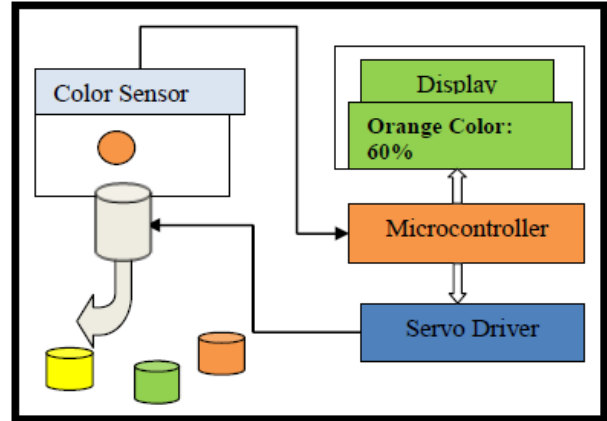 Color Sensor
Display
Orange Color:
60%
Microcontroller
Servo Driver